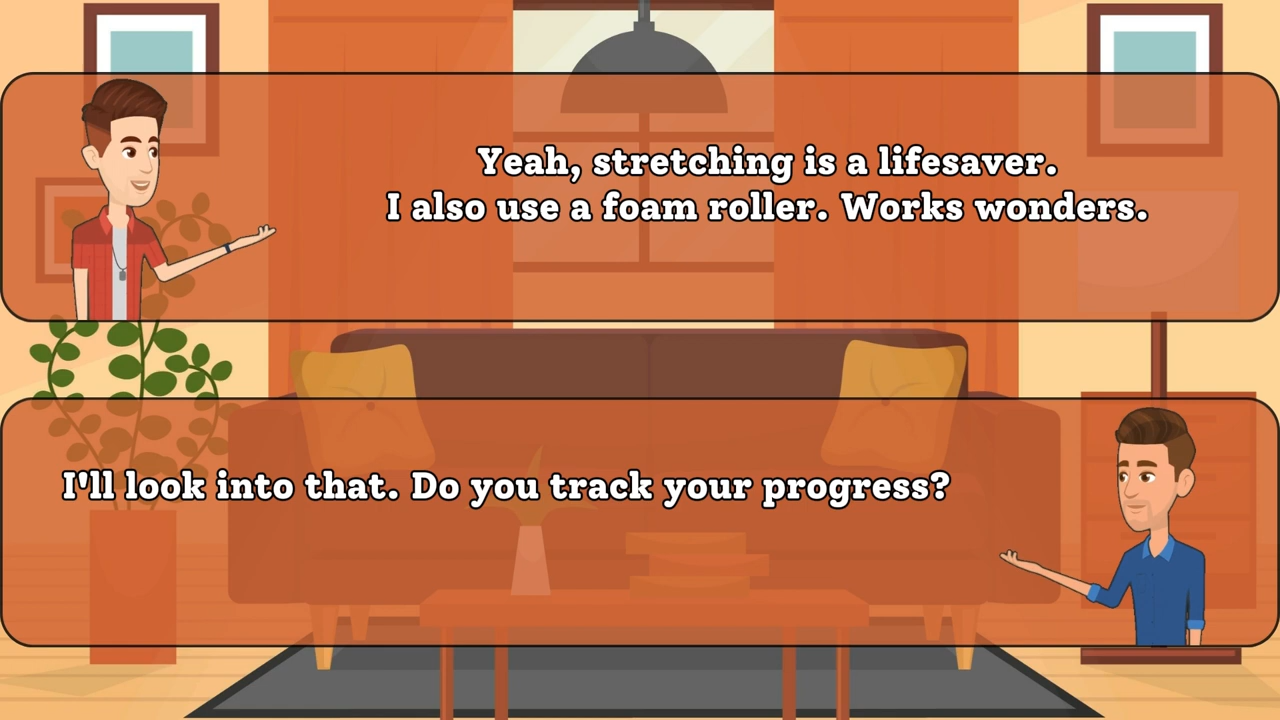 Yeah, stretching is a lifesaver.
I also use a foam roller. Works wonders.
I'll look into that. Do you track your progress?